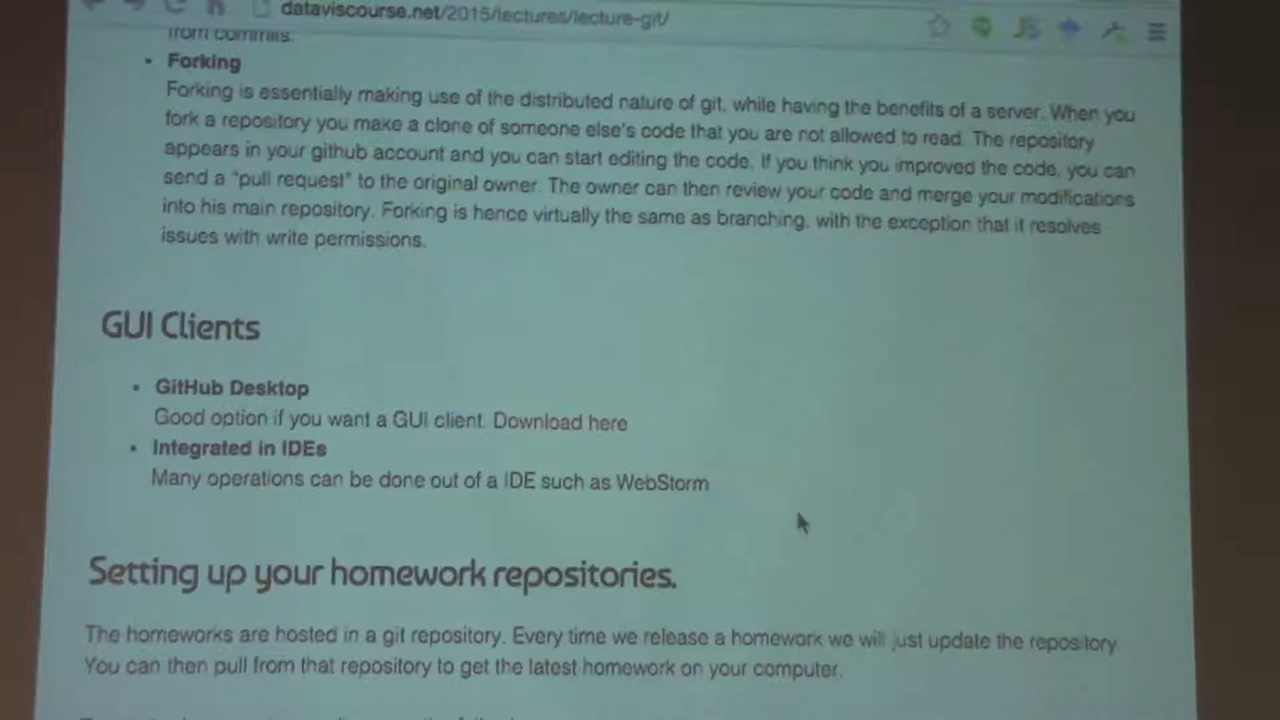 dataviscourse.net/2015/lectures/lecture-git/
from commits.
Forking
Forking is essentially making use of the distributed nature of git, while having the benefits of a server. When you
fork a repository you make a clone of someone else's code that you are not allowed to read. The repository
appears in your github account and you can start editing the code. If you think you improved the code, you can
send a "pull request" to the original owner. The owner can then review your code and merge your modifications
into his main repository. Forking is hence virtually the same as branching, with the exception that it resolves
issues with write permissions.
GUI Clients
GitHub Desktop
Good option if you want a GUI client. Download here
Integrated in IDEs
Many operations can be done out of a IDE such as WebStorm
Setting up your homework repositories.
The homeworks are hosted in a git repository. Every time we release a homework we will just update the repository.
You can then pull from that repository to get the latest homework on your computer.